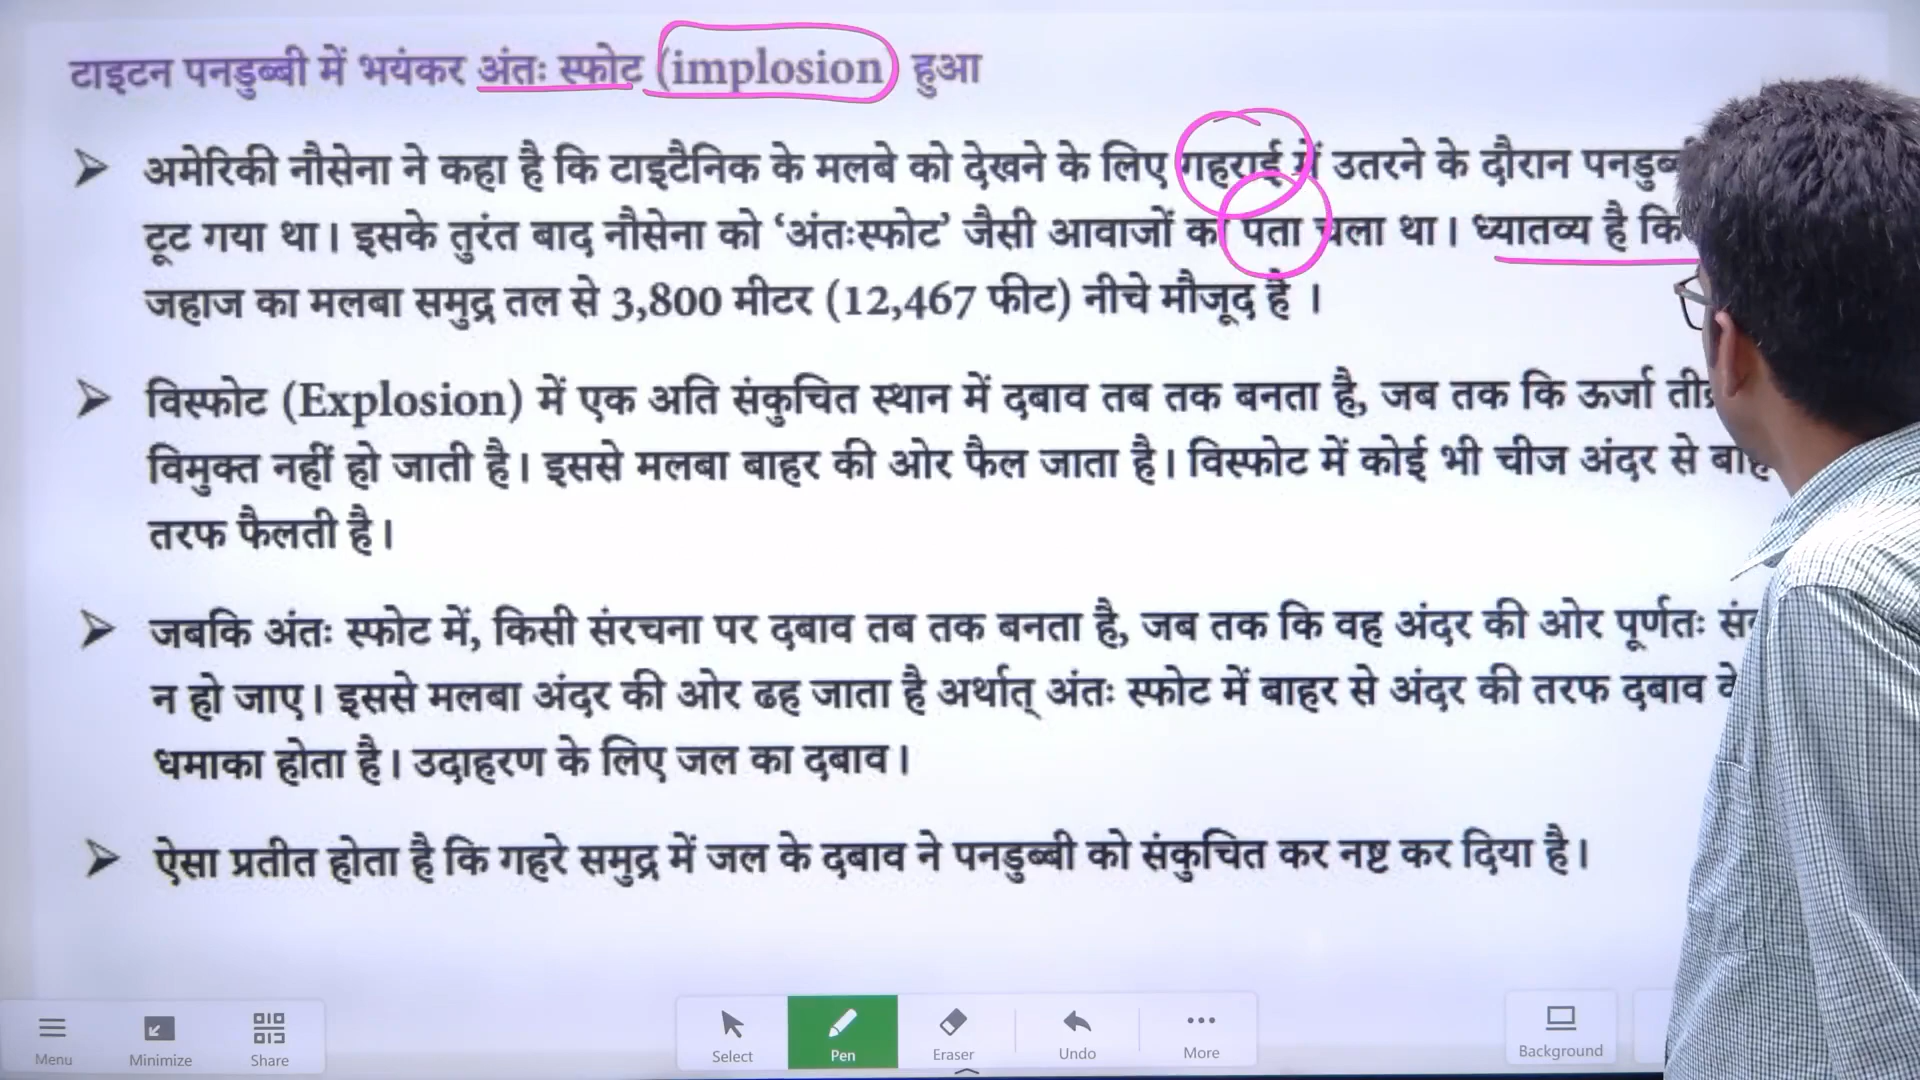 टाइटन पनडुब्बी में भयंकर अंतः स्फोट (implosion) हुआ
अमेरिकी नौसेना ने कहा है कि टाइटैनिक के मलबे को देखने के लिए गहराई में उतरने के दौरान
टूट गया था। इसके तुरंत बाद नौसेना को ‘अंतःस्फोट’ जैसी आवाजों का पता चला था। ध्यातव्य है कि
जहाज का मलबा समुद्र तल से 3,800 मीटर (12,467 फीट) नीचे मौजूद है ।
विस्फोट (Explosion) में एक अति संकुचित स्थान में दबाव तब तक बनता है, जब तक कि ऊर्जा
विमुक्त नहीं हो जाती है। इससे मलबा बाहर की ओर फैल जाता है। विस्फोट में कोई भी चीज अंदर से
तरफ फैलती है।
जबकि अंतः स्फोट में, किसी संरचना पर दबाव तब तक बनता है, जब तक कि वह अंदर की ओर पूर्णतः
न हो जाए। इससे मलबा अंदर की ओर ढह जाता है अर्थात् अंतः स्फोट में बाहर से अंदर की तरफ दबाव
धमाका होता है। उदाहरण के लिए जल का दबाव।
ऐसा प्रतीत होता है कि गहरे समुद्र में जल के दबाव ने पनडुब्बी को संकुचित कर नष्ट कर दिया है।
Menu Minimize Share Select Pen Eraser Undo More Background